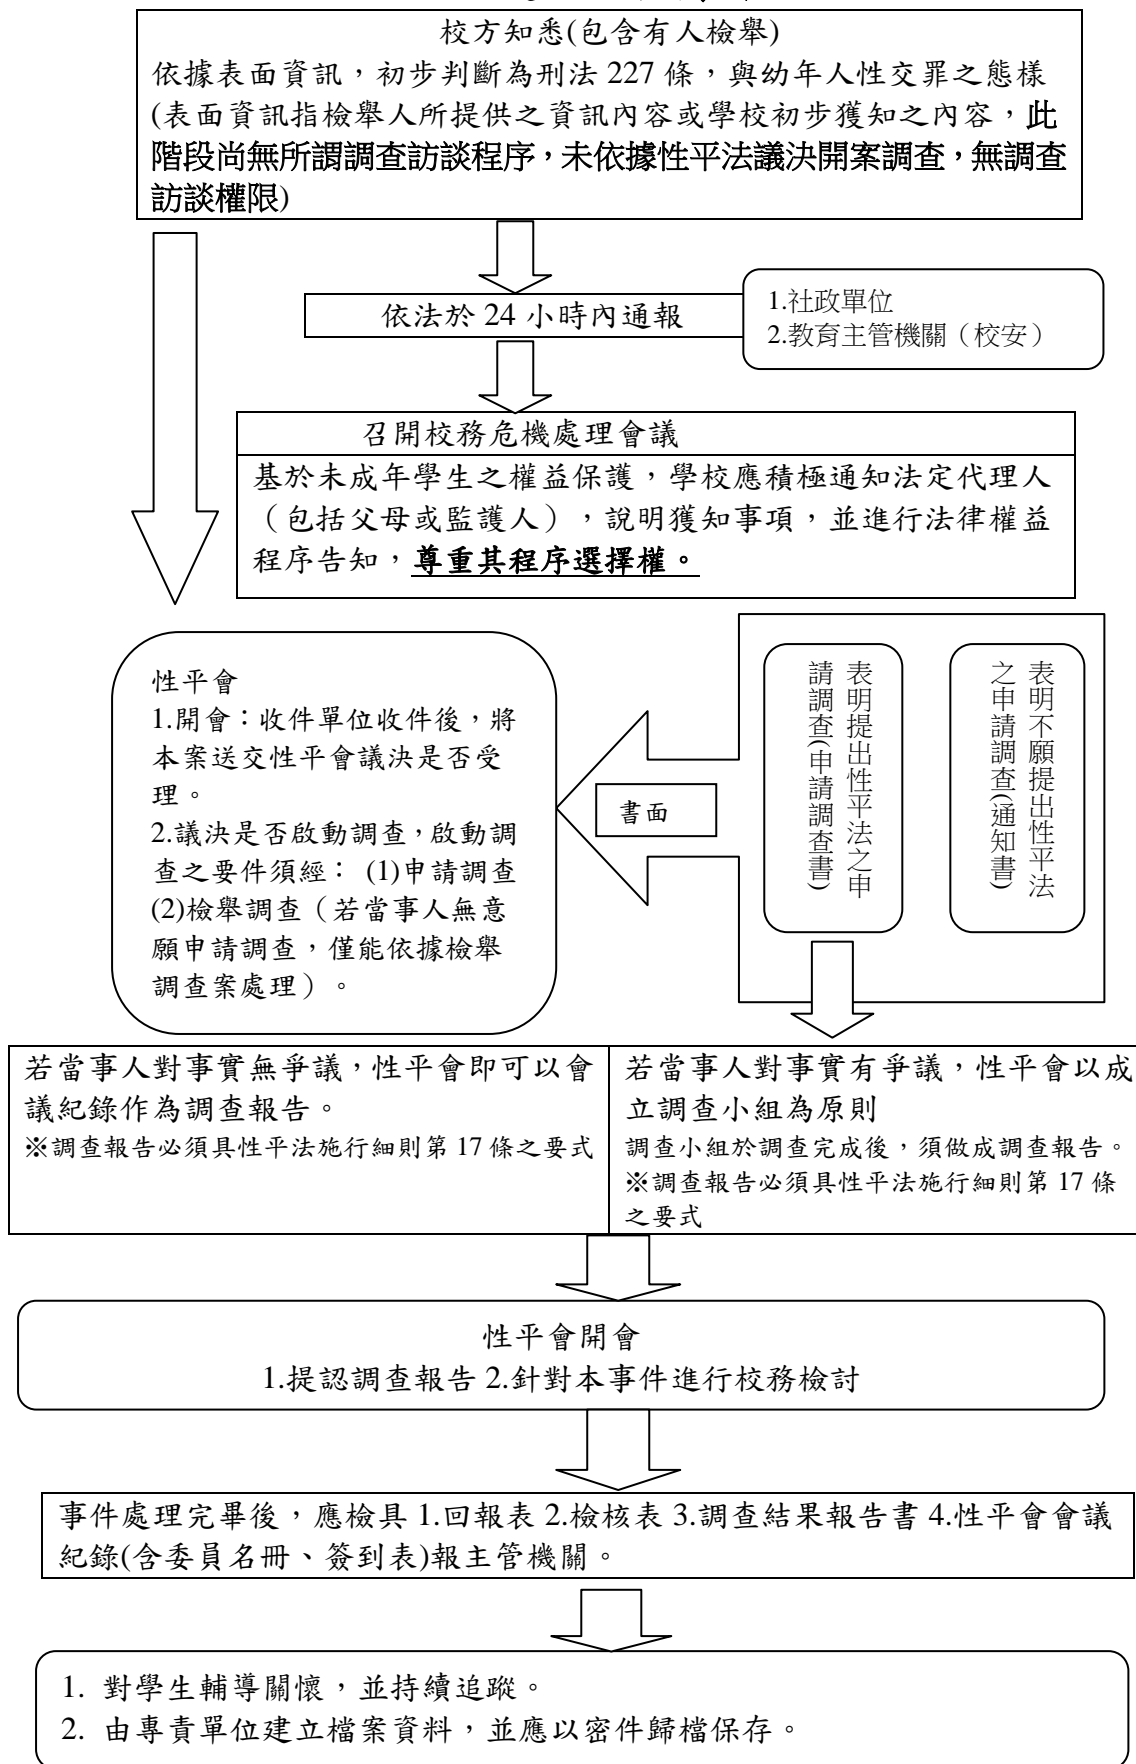 校方知悉(包含有人檢舉)
依據表面資訊，初步判斷為刑法 227 條，與幼年人性交罪之態樣
(表面資訊指檢舉人所提供之資訊內容或學校初步獲知之內容，此
階段尚無所謂調查訪談程序，未依據性平法議決開案調查，無調查
訪談權限)
依法於 24 小時內通報
1.社政單位
2.教育主管機關（校安）
召開校務危機處理會議
基於未成年學生之權益保護，學校應積極通知法定代理人
（包括父母或監護人），說明獲知事項，並進行法律權益
程序告知，尊重其程序選擇權。
表明不願提出性平法
之申請調查(通知書)
表明提出性平法之申
請調查(申請調查書)
書面
性平會
1.開會：收件單位收件後，將
本案送交性平會議決是否受
理。
2.議決是否啟動調查，啟動調
查之要件須經： (1)申請調查
(2)檢舉調查（若當事人無意
願申請調查，僅能依據檢舉
調查案處理）。
若當事人對事實無爭議，性平會即可以會
議紀錄作為調查報告。
※調查報告必須具性平法施行細則第 17 條之要式
若當事人對事實有爭議，性平會以成
立調查小組為原則
調查小組於調查完成後，須做成調查報告。
※調查報告必須具性平法施行細則第 17 條
之要式
性平會開會
1.提認調查報告 2.針對本事件進行校務檢討
事件處理完畢後，應檢具 1.回報表 2.檢核表 3.調查結果報告書 4.性平會會議
紀錄(含委員名冊、簽到表)報主管機關。
1. 對學生輔導關懷，並持續追蹤。
2. 由專責單位建立檔案資料，並應以密件歸檔保存。